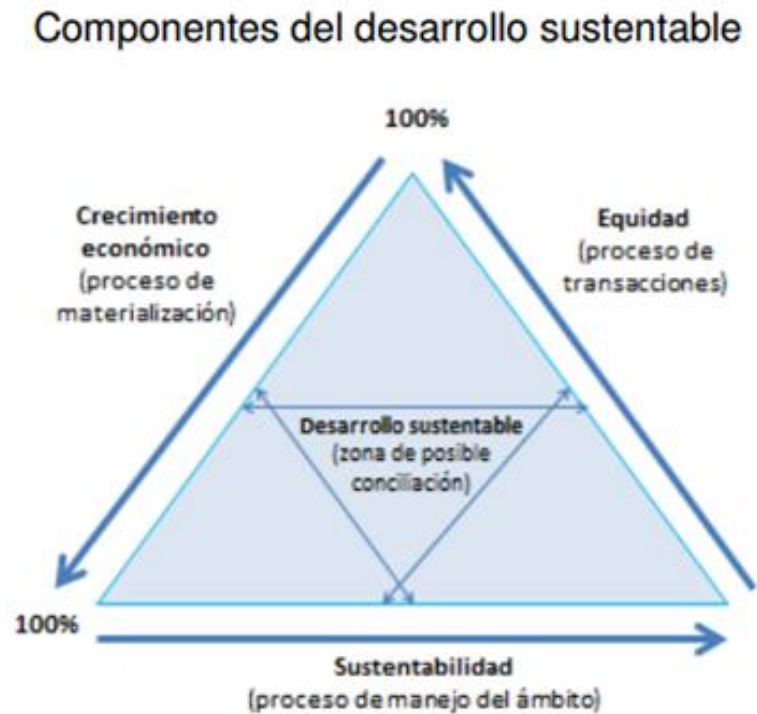 Componentes del desarrollo sustentable
100%
Crecimiento
económico
(proceso de
materialización)
Equidad
(proceso de
transacciones)
Desarrollo sustentable
(zona de posible
conciliación)
100%
Sustentabilidad
(proceso de manejo del ámbito)